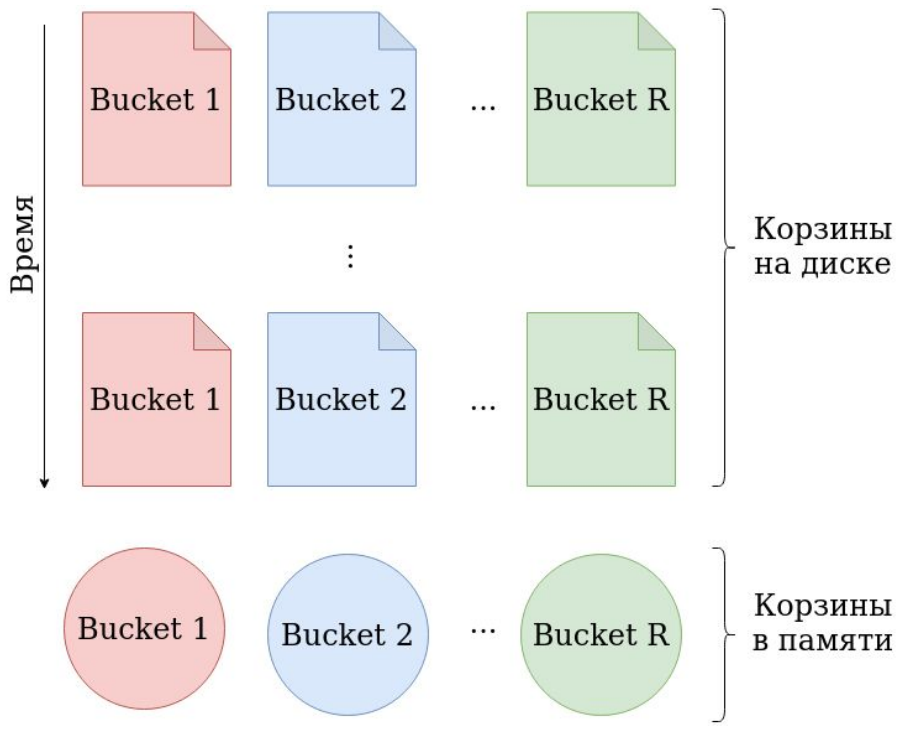 Bucket 1
Bucket 2
...
Bucket R
Время
Корзины
на диске
...
Bucket 1
Bucket 2
...
Bucket R
Bucket 1
Bucket 2
...
Bucket R
Корзины
в памяти